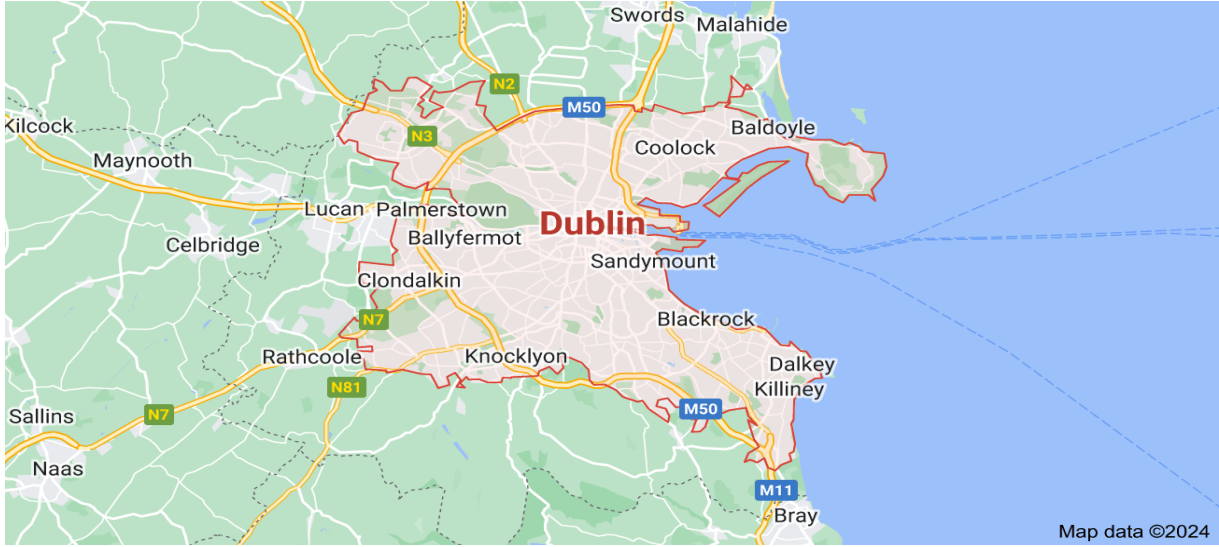 Swords
Malahide
N2
M50
Kilcock
N3
Baldoyle
Coolock
Maynooth
Lucan
Palmerstown
Dublin
Celbridge
Ballyfermot
Sandymount
Clondalkin
N7
Blackrock
Rathcoole
Knocklyon
Dalkey
N81
Killiney
Sallins
N7
M50
Naas
M11
Bray
Map data ©2024